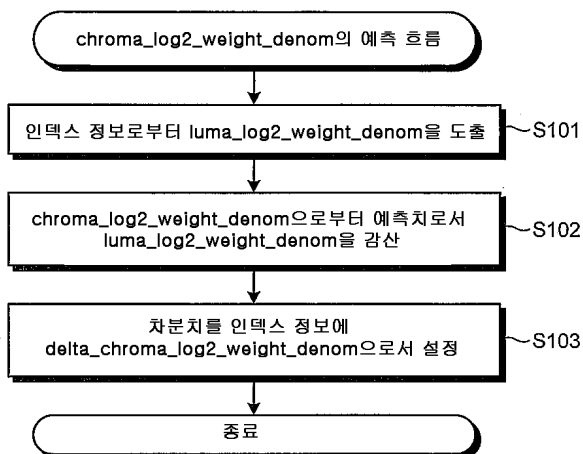 chroma_log2_weight_denom의 예측 흐름
인덱스 정보로부터 luma_log2_weight_denom을 도출
S101
chroma_log2_weight_denom으로부터 예측치로서
luma_log2_weight_denom을 감산
S102
차분치를 인덱스 정보에
delta_chroma_log2_weight_denom으로서 설정
S103
종료